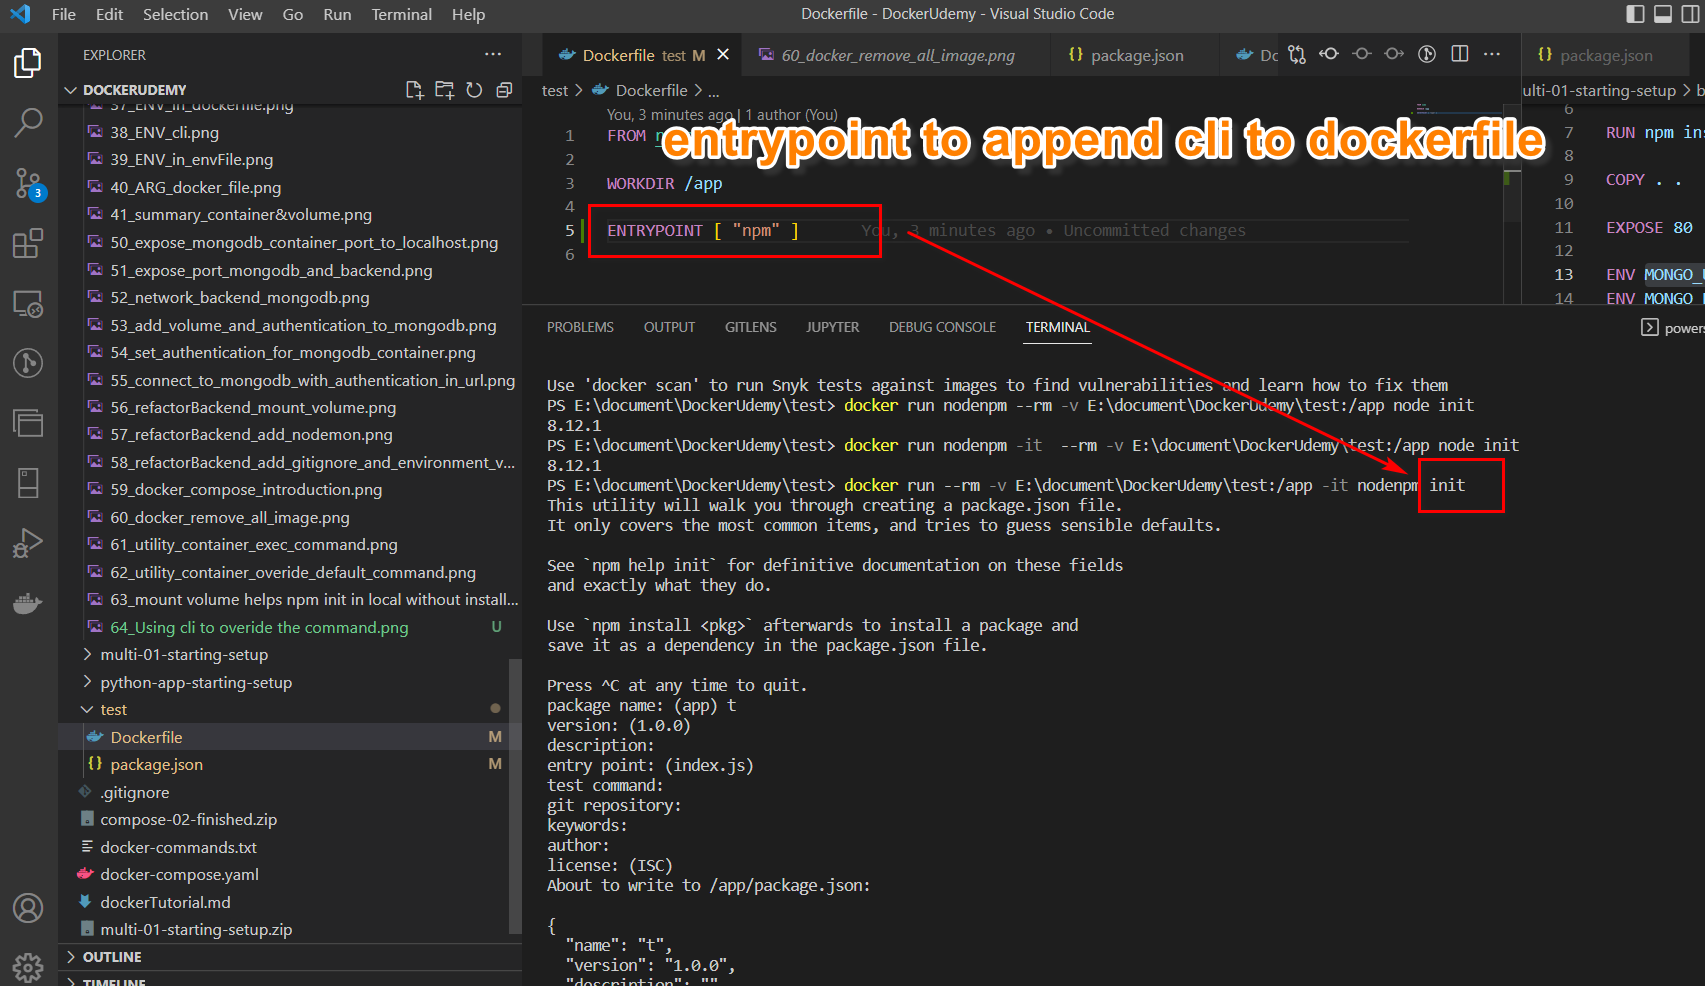 File Edit Selection View Go Run Terminal Help
Dockerfile - DockerUdemy - Visual Studio Code
EXPLORER
DOCKERUDEMY
37_ENV_in_dockerfile.png
38_ENV_cli.png
39_ENV_in_envFile.png
40_ARG_docker_file.png
41_summary_container&volume.png
50_expose_mongodb_container_port_to_localhost.png
51_expose_port_mongodb_and_backend.png
52_network_backend_mongodb.png
53_add_volume_and_authentication_to_mongodb.png
54_set_authentication_for_mongodb_container.png
55_connect_to_mongodb_with_authentication_in_url.png
56_refactorBackend_mount_volume.png
57_refactorBackend_add_nodemon.png
58_refactorBackend_add_gitignore_and_environment_v...
59_docker_compose_introduction.png
60_docker_remove_all_image.png
61_utility_container_exec_command.png
62_utility_container_overide_default_command.png
63_mount volume helps npm init in local without install...
64_Using cli to overide the command.png U
multi-01-starting-setup
python-app-starting-setup
test
Dockerfile M
package.json M
.gitignore
compose-02-finished.zip
docker-commands.txt
docker-compose.yaml
dockerTutorial.md
multi-01-starting-setup.zip
OUTLINE
TIMELINE
3
Dockerfile test M
60_docker_remove_all_image.png
package.json
Dc
package.json
test > Dockerfile > ...
ulti-01-starting-setup > b
You, 3 minutes ago | 1 author (You)
entrypoint to append cli to dockerfile
1 FROM
2
3 WORKDIR /app
4
5 ENTRYPOINT [ "npm" ] You, 3 minutes ago • Uncommitted changes
6
6
7 RUN npm ins
8
9 COPY . .
10
11 EXPOSE 80
12
13 ENV MONGO_
14 ENV MONGO_
PROBLEMS OUTPUT GITLENS JUPYTER DEBUG CONSOLE TERMINAL
powers
Use 'docker scan' to run Snyk tests against images to find vulnerabilities and learn how to fix them
PS E:\document\DockerUdemy\test> docker run nodenpm --rm -v E:\document\DockerUdemy\test:/app node init
8.12.1
PS E:\document\DockerUdemy\test> docker run nodenpm -it  --rm -v E:\document\DockerUdemy\test:/app node init
8.12.1
PS E:\document\DockerUdemy\test> docker run --rm -v E:\document\DockerUdemy\test:/app -it nodenpm init
This utility will walk you through creating a package.json file.
It only covers the most common items, and tries to guess sensible defaults.
See `npm help init` for definitive documentation on these fields
and exactly what they do.
Use `npm install <pkg>` afterwards to install a package and
save it as a dependency in the package.json file.
Press ^C at any time to quit.
package name: (app) t
version: (1.0.0)
description:
entry point: (index.js)
test command:
git repository:
keywords:
author:
license: (ISC)
About to write to /app/package.json:
{
"name": "t",
"version": "1.0.0",
"description": ""